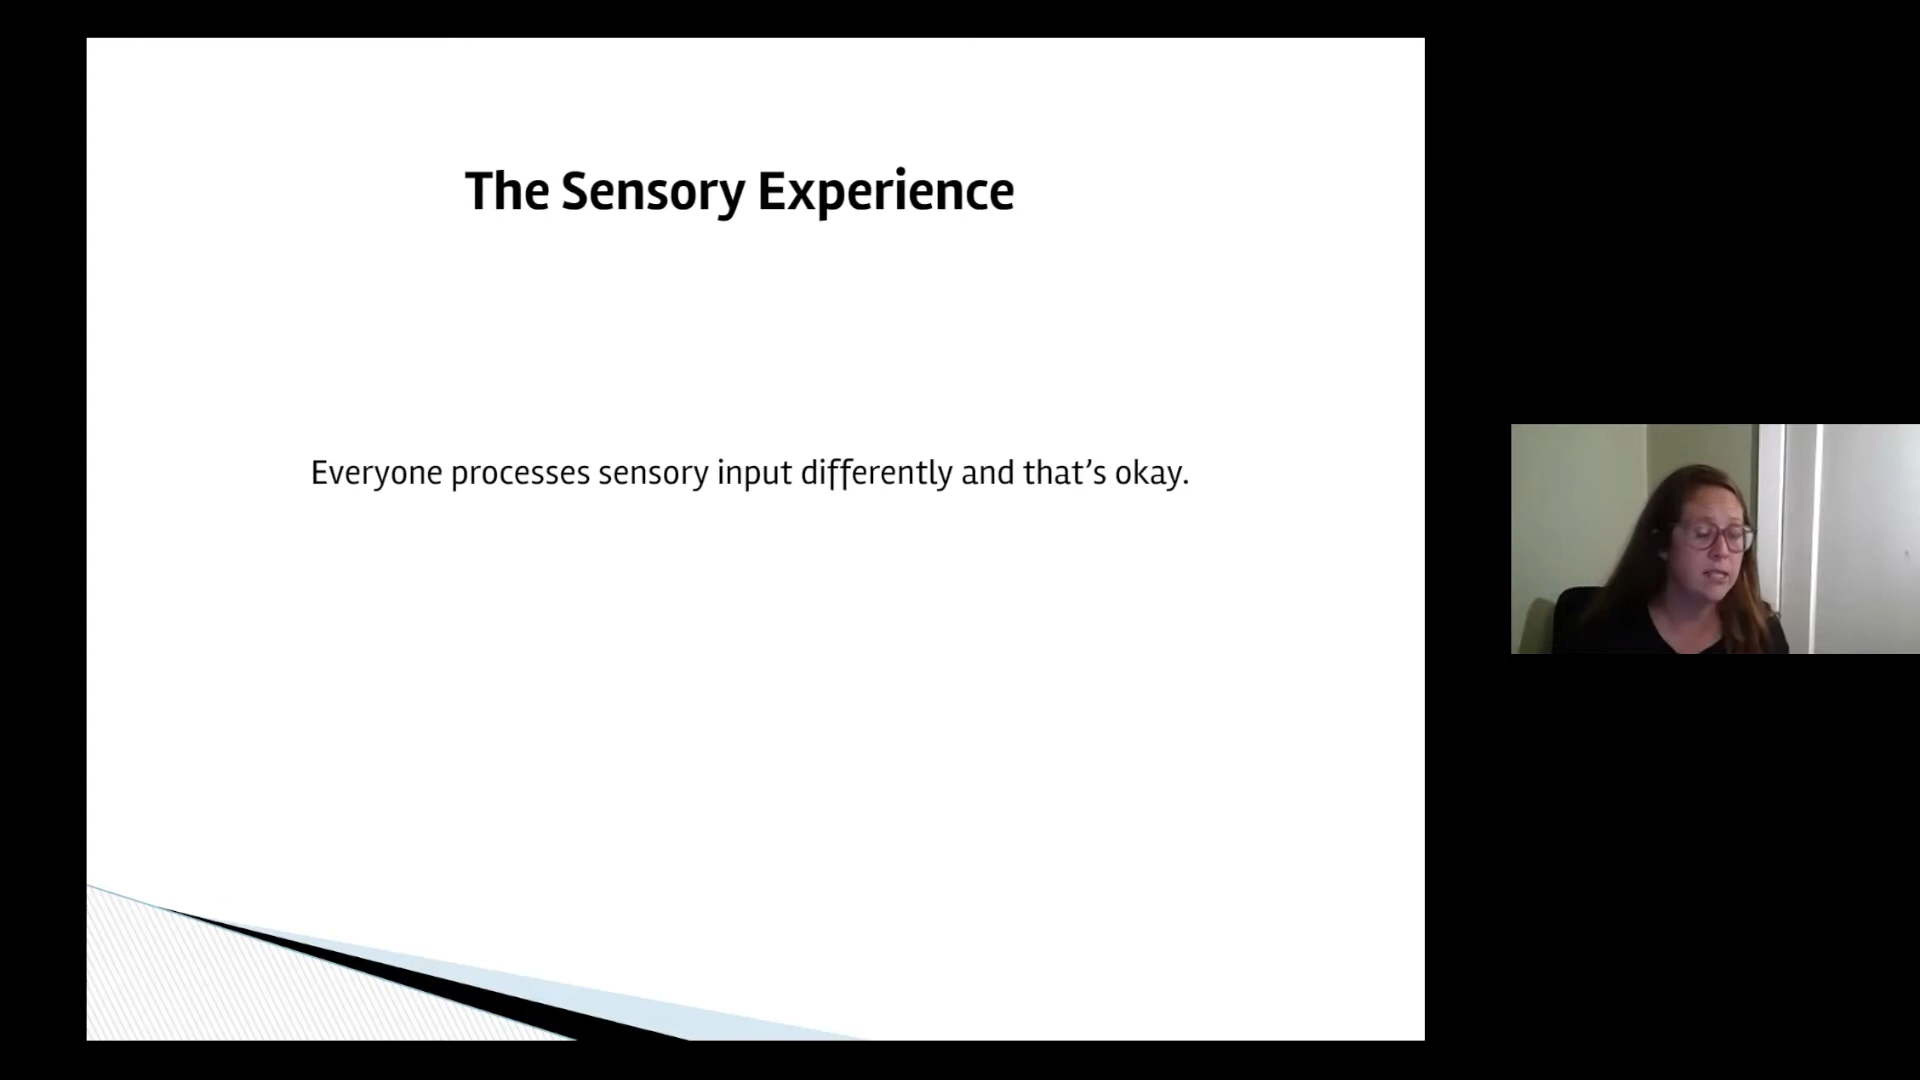 The Sensory Experience
Everyone processes sensory input differently and that’s okay.